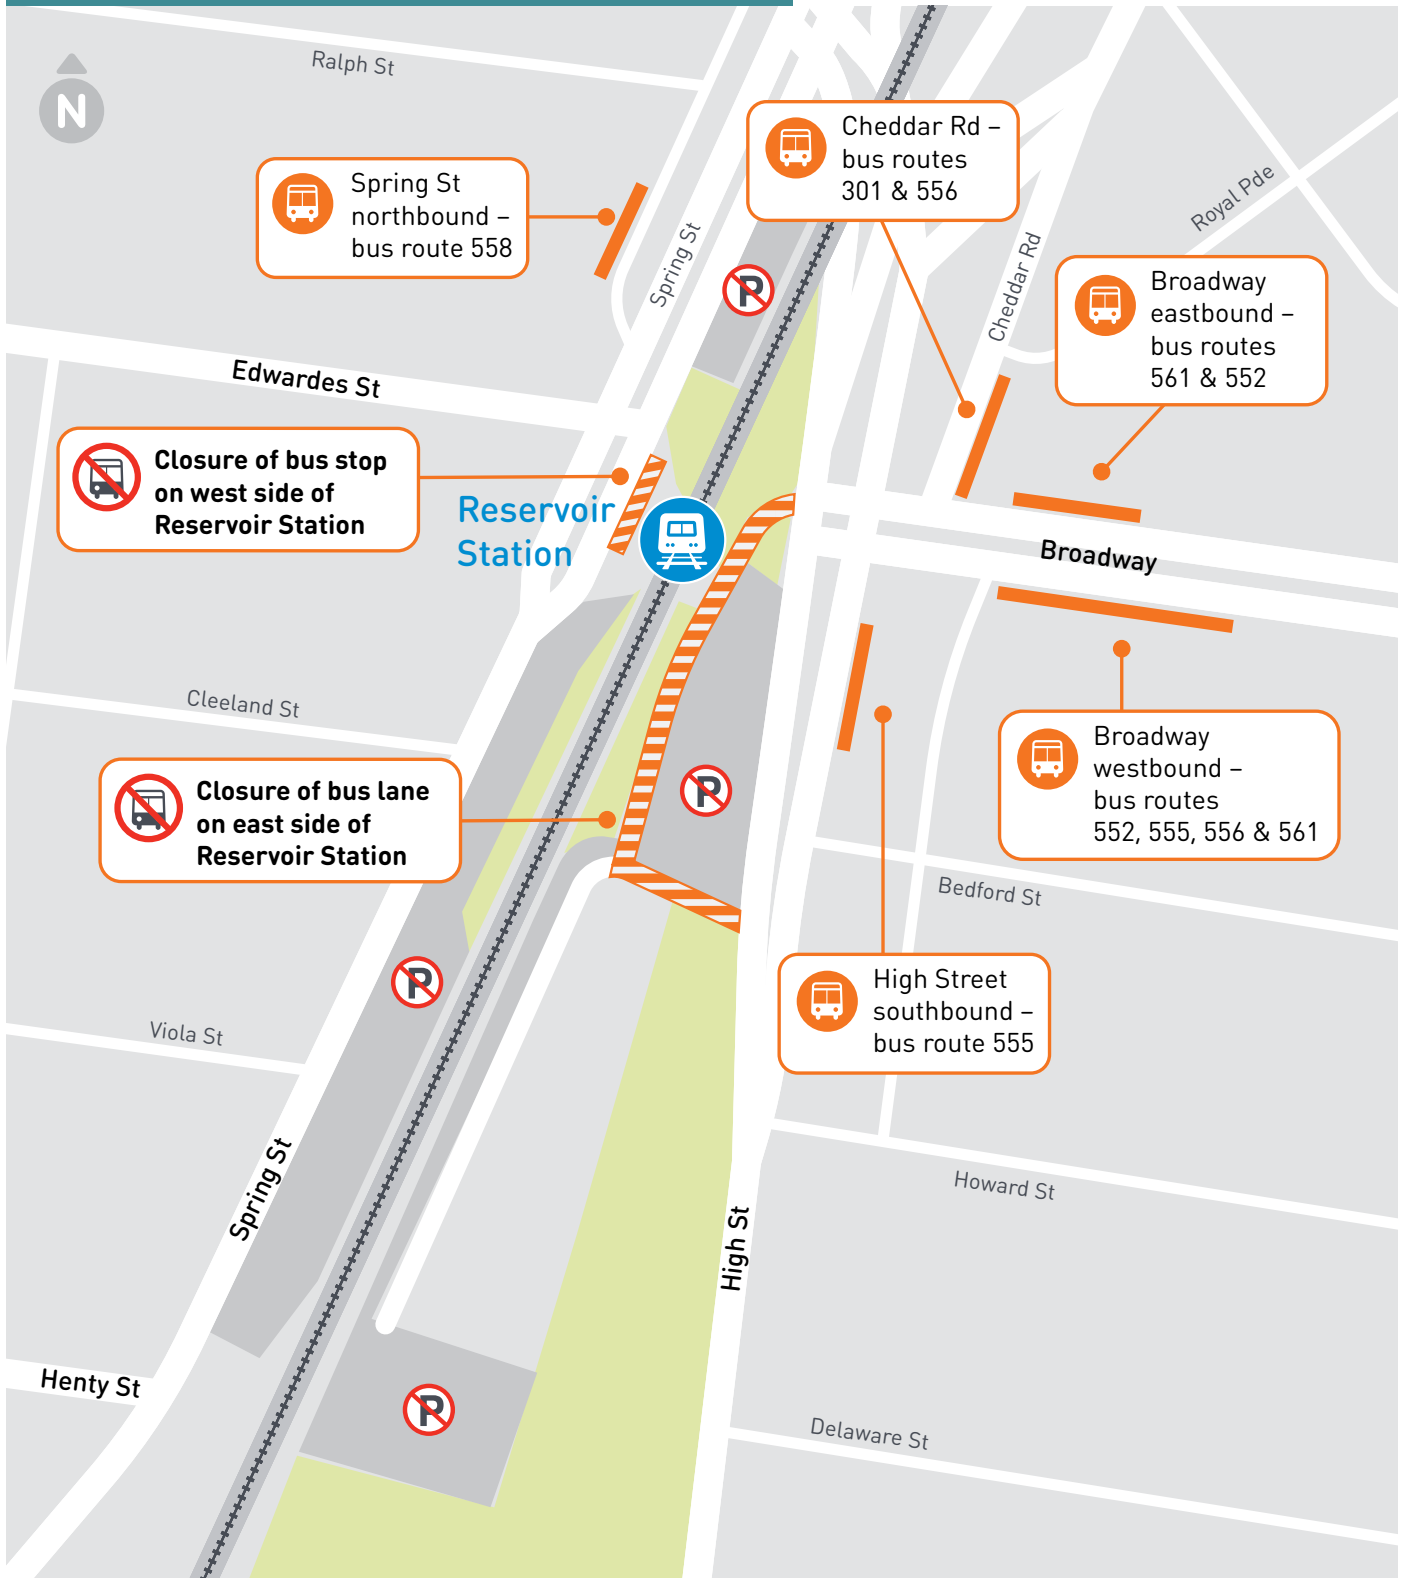 Ralph St
N
Cheddar Rd –
bus routes
301 & 556
Spring St
northbound –
bus route 558
Royal Pde
Spring St
P
Cheddar Rd
Broadway
eastbound –
bus routes
561 & 552
Edwardes St
Closure of bus stop
on west side of
Reservoir Station
Reservoir
Station
Broadway
Cleeland St
Broadway
westbound –
bus routes
552, 555, 556 & 561
Closure of bus lane
on east side of
Reservoir Station
P
Bedford St
P
High Street
southbound –
bus route 555
Viola St
Spring St
Howard St
High St
Henty St
P
Delaware St